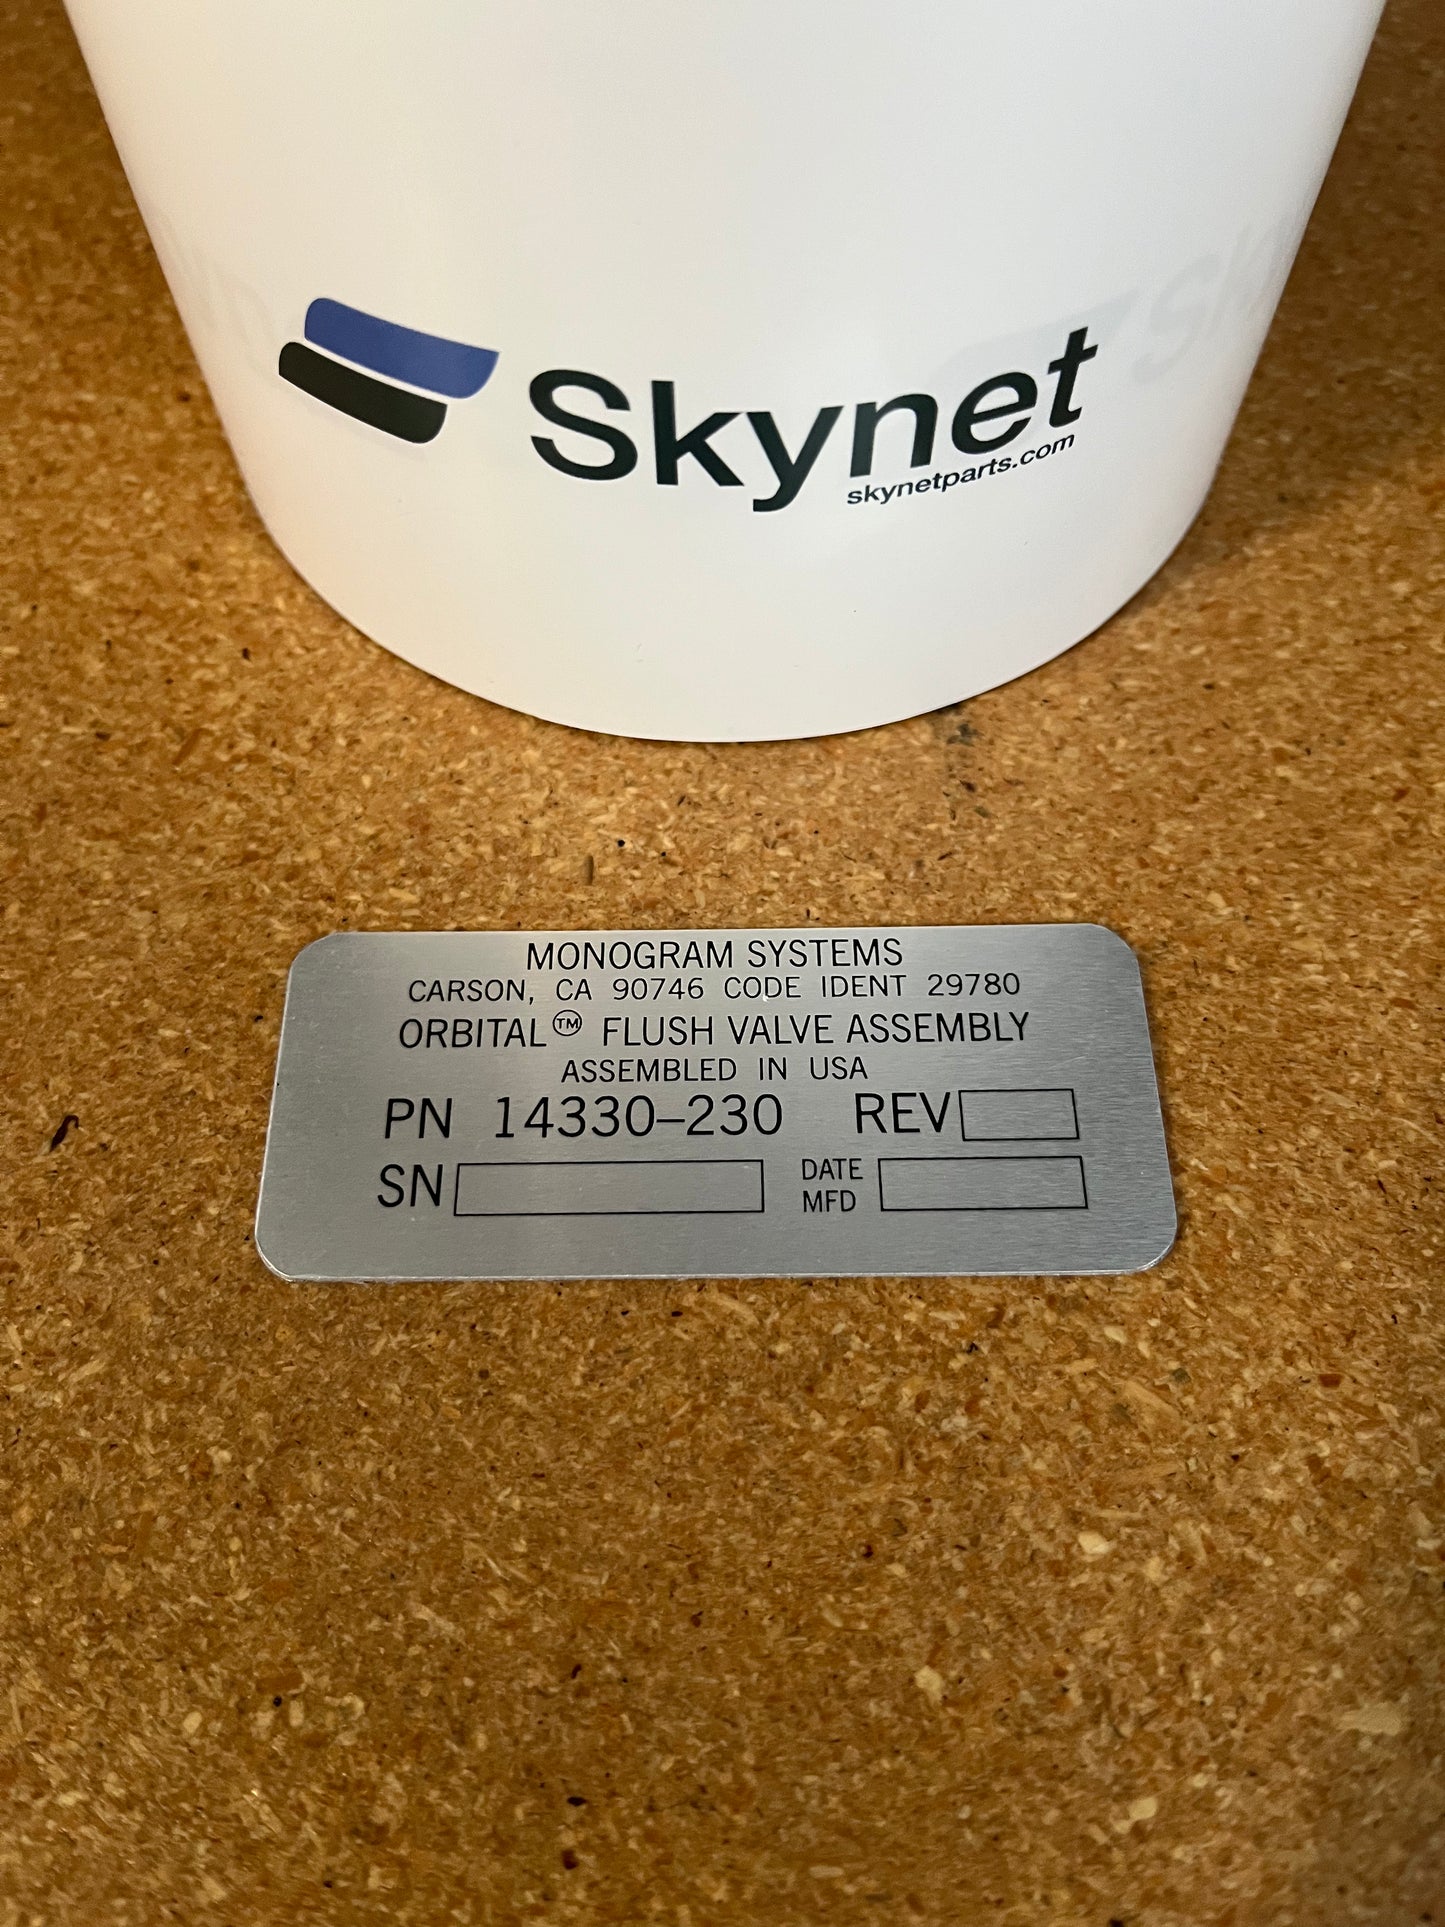 Skynet
skynetparts.com
MONOGRAM SYSTEMS
CARSON, CA 90746 CODE IDENT 29780
ORBITAL™ FLUSH VALVE ASSEMBLY
ASSEMBLED IN USA
PN 14330-230 REV
SN DATE MFD